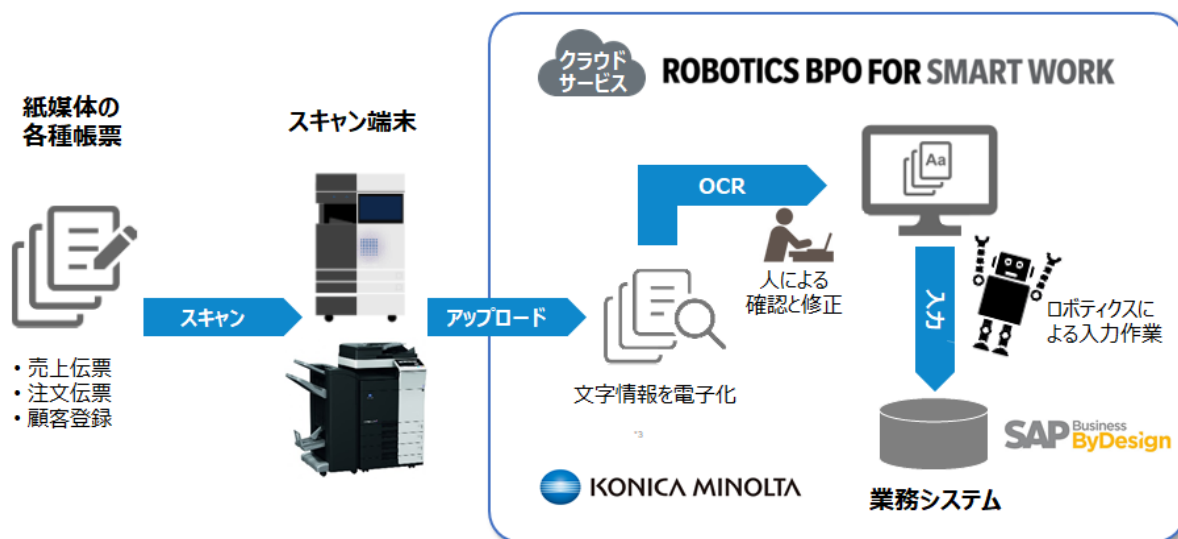 クラウド
サービス
ROBOTICS BPO FOR SMART WORK
紙媒体の
各種帳票
スキャン端末
OCR
Aa
スキャン
アップロード
人による
確認と修正
入力
ロボティクスに
よる入力作業
・売上伝票
・注文伝票
・顧客登録
文字情報を電子化
*3
SAP Business
ByDesign
KONICA MINOLTA
業務システム